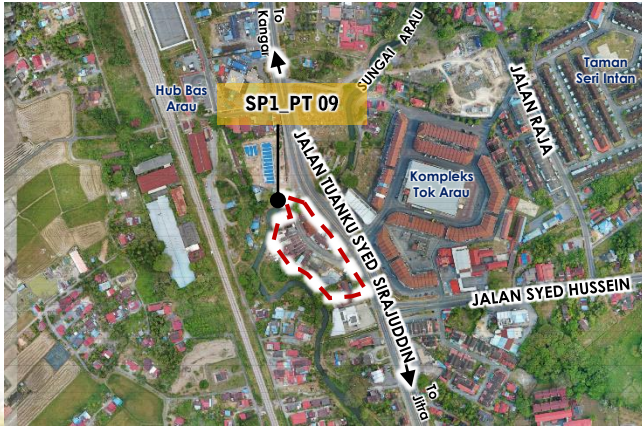 To
Kangar
SUNGAI ARAU
Hub Bas
Arau
SP1_PT 09
JALAN RAJA
Taman
Seri Intan
Kompleks
Tok Arau
JALAN TUANKU SYED SIRAJUDDIN
JALAN SYED HUSSEIN
To
Jitra